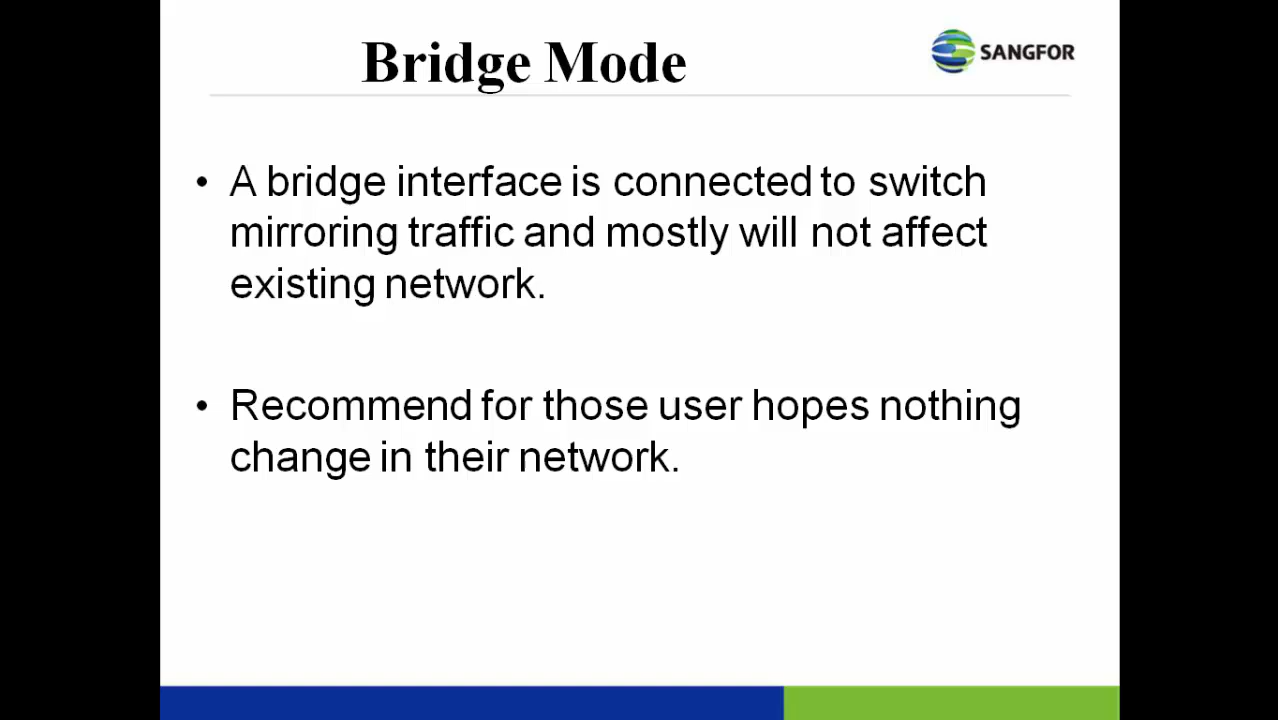 Bridge Mode
SANGFOR
• A bridge interface is connected to switch
mirroring traffic and mostly will not affect
existing network.
• Recommend for those user hopes nothing
change in their network.